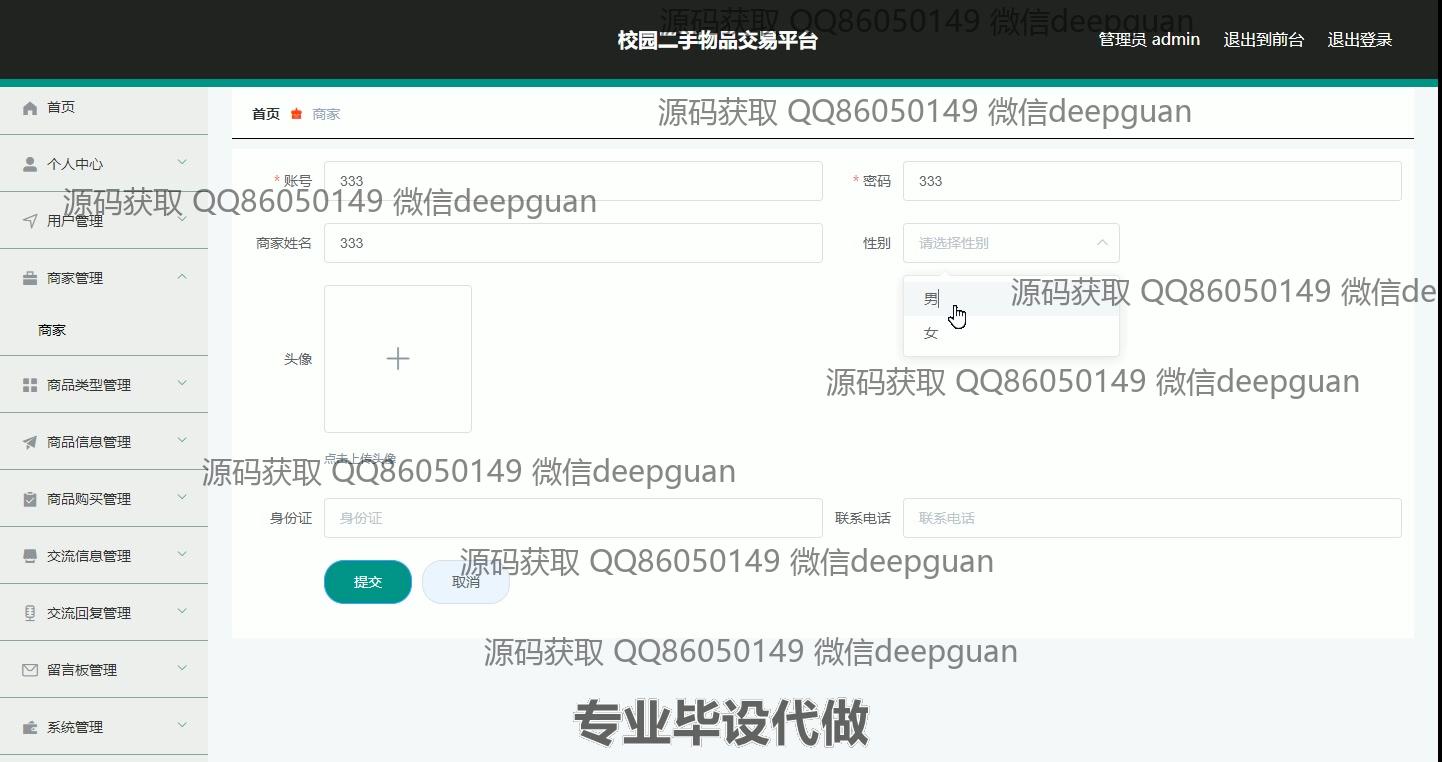 源码获取 QQ86050149 微信deepguan
校园二手物品交易平台
管理员 admin 退出到前台 退出登录
首页
首页 商家
源码获取 QQ86050149 微信deepguan
个人中心
*账号 333 *密码 333
源码获取 QQ86050149 微信deepguan
用户管理
商家姓名 333 性别 请选择性别
商家管理
男
源码获取 QQ86050149 微信de
商家
女
头像
商品类型管理
源码获取 QQ86050149 微信deepguan
商品信息管理
点击上传头像
源码获取 QQ86050149 微信deepguan
商品购买管理
身份证 身份证 联系电话 联系电话
交流信息管理
源码获取 QQ86050149 微信deepguan
提交 取消
交流回复管理
源码获取 QQ86050149 微信deepguan
留言板管理
系统管理
专业毕设代做